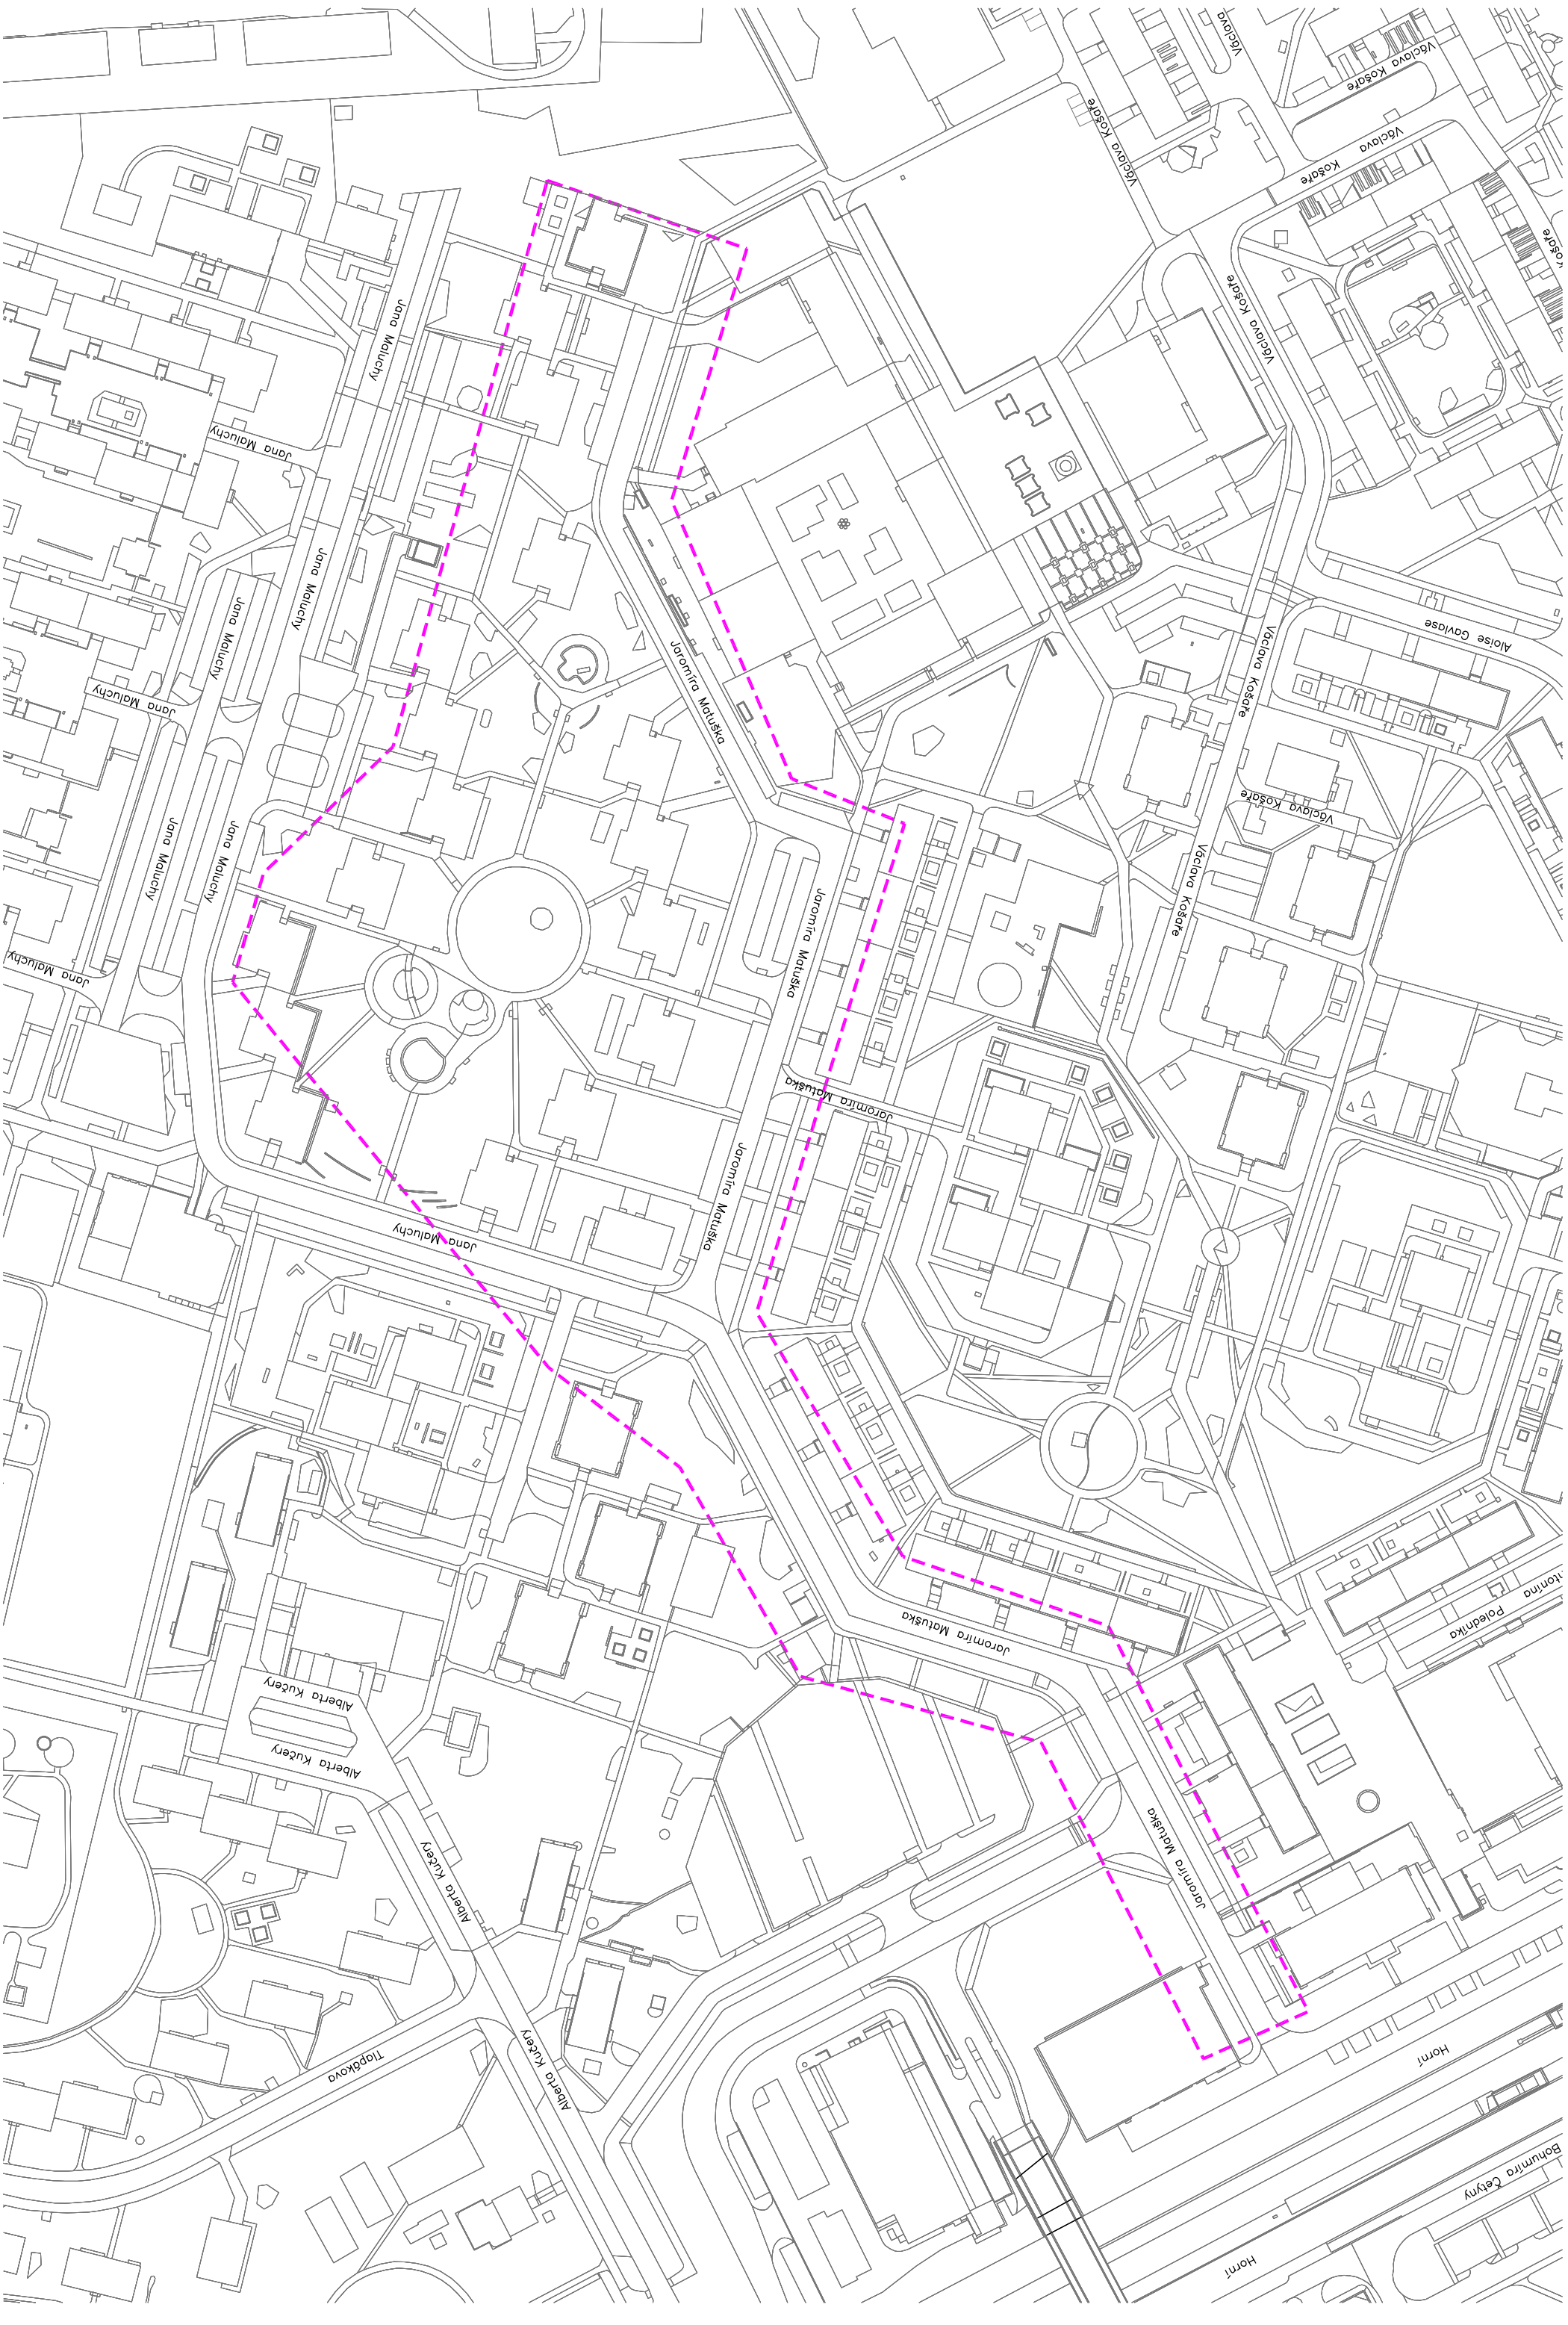 Václava
Václava
Košaře
Václava Košaře
Václava
Košaře
Košaře
Václava Košaře
Jana Maluchy
Jana Maluchy
Jana Maluchy
Aloise Gavlase
Jana Maluchy
Václava Košaře
Jaromíra Matuška
Jana Maluchy
Václava Košaře
Jana Maluchy
Jana Maluchy
Václava Košaře
Jaromíra Matuška
Jana Maluchy
Jaromíra Matuška
Jaromíra Matuška
Jana Maluchy
Poledníka
Jaromíra Matuška
Alberta Kučery
Alberta Kučery
Jaromíra Matuška
Alberta Kučery
Tlapákova
Alberta Kučery
Horní
Bohumíra Četyny
Horní